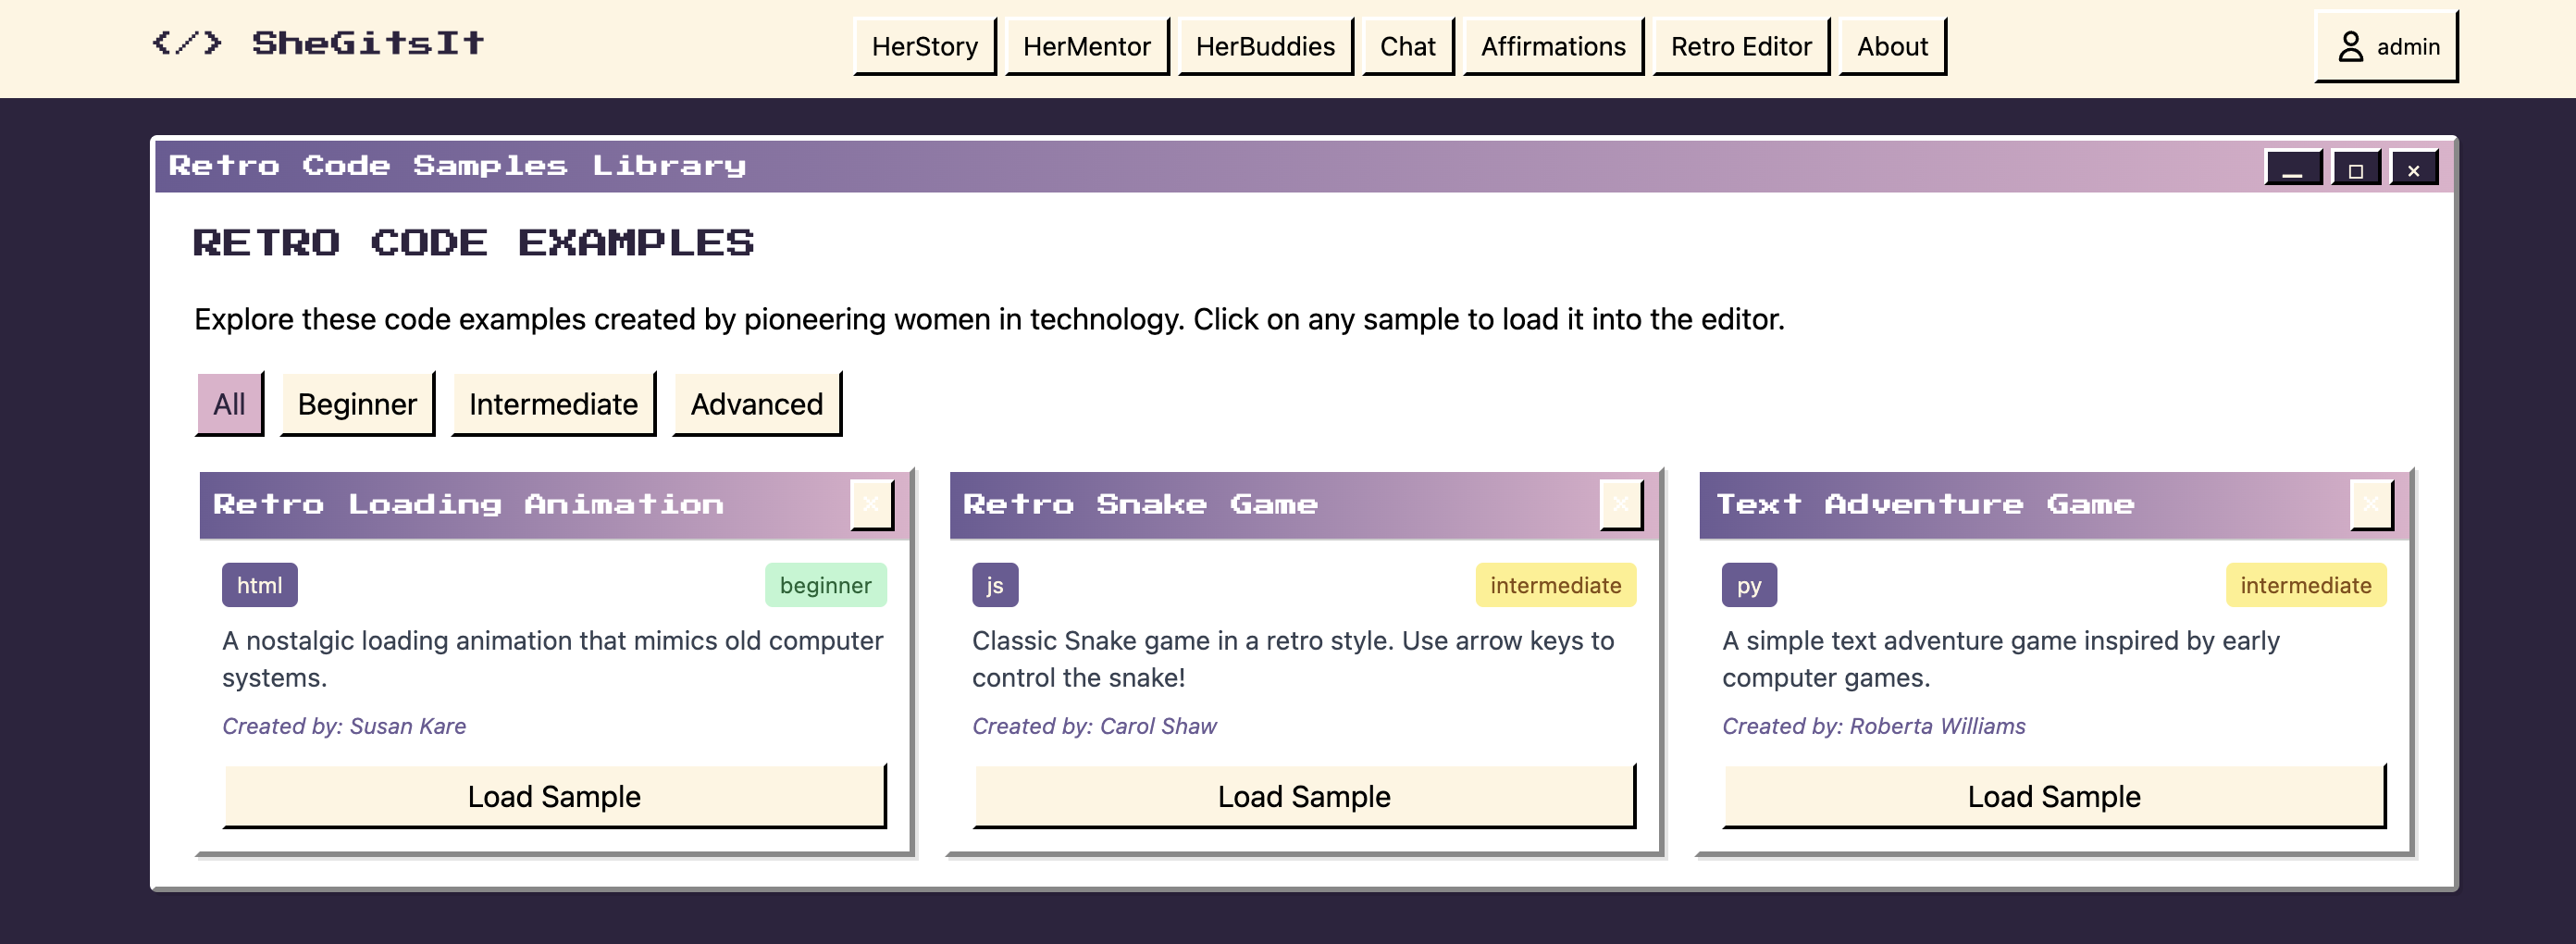 </> SheGitsIt
HerStory HerMentor HerBuddies Chat Affirmations Retro Editor About
admin
Retro Code Samples Library
RETRO CODE EXAMPLES
Explore these code examples created by pioneering women in technology. Click on any sample to load it into the editor.
All Beginner Intermediate Advanced
Retro Loading Animation
html beginner
A nostalgic loading animation that mimics old computer
systems.
Created by: Susan Kare
Load Sample
Retro Snake Game
js intermediate
Classic Snake game in a retro style. Use arrow keys to
control the snake!
Created by: Carol Shaw
Load Sample
Text Adventure Game
py intermediate
A simple text adventure game inspired by early
computer games.
Created by: Roberta Williams
Load Sample